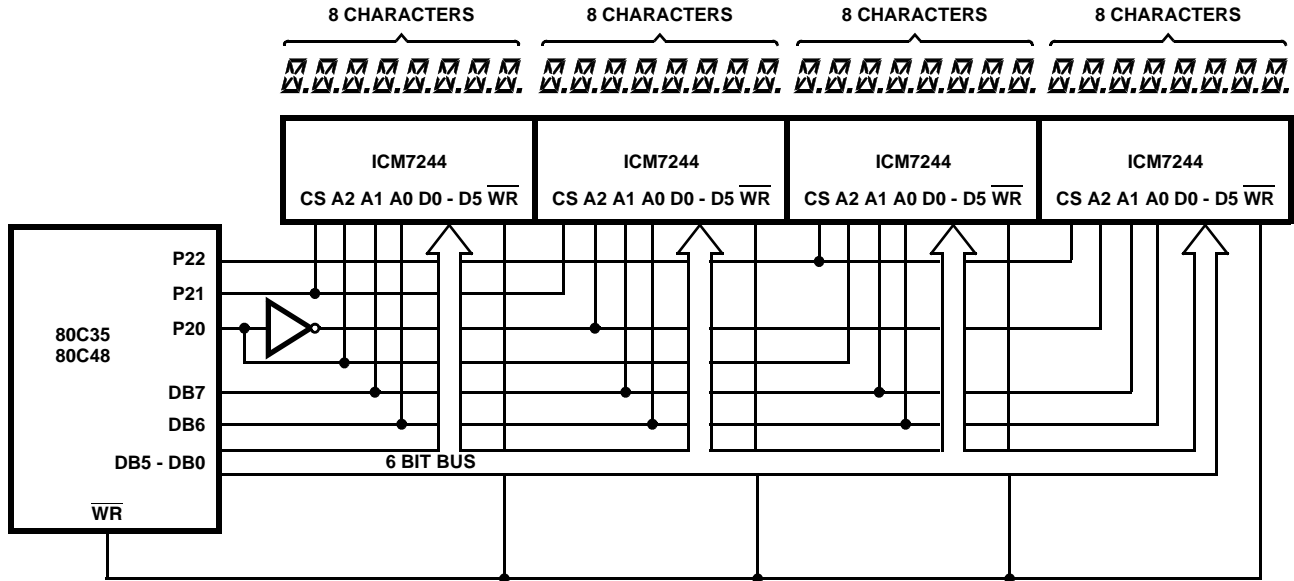 8 CHARACTERS 8 CHARACTERS 8 CHARACTERS 8 CHARACTERS
ICM7244 ICM7244 ICM7244 ICM7244
CS A2 A1 A0 D0 - D5 WR CS A2 A1 A0 D0 - D5 WR CS A2 A1 A0 D0 - D5 WR CS A2 A1 A0 D0 - D5 WR
P22
P21
P20
80C35
80C48
DB7
DB6
DB5 - DB0
6 BIT BUS
WR